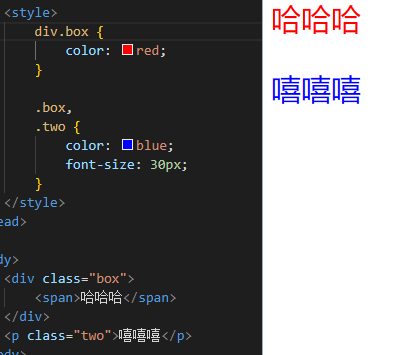 <style>
div.box {
color: red;
}
.box,
.two {
color: blue;
font-size: 30px;
}
</style>
ead>
dy>
<div class="box">
<span>哈哈哈</span>
</div>
<p class="two">嘻嘻嘻</p>
body>
哈哈哈
嘻嘻嘻